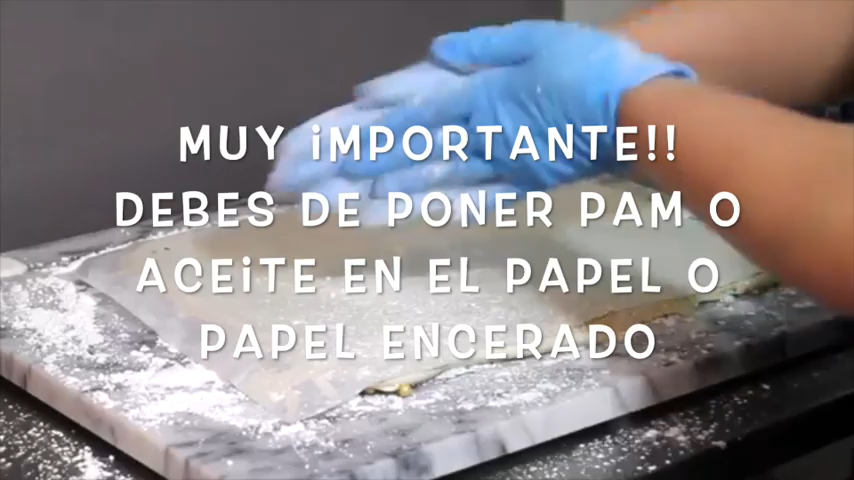 MUY iMPORTANTE!!
DEBES DE PONER PAM O
ACEiTE EN EL PAPEL O
PAPEL ENCERADO